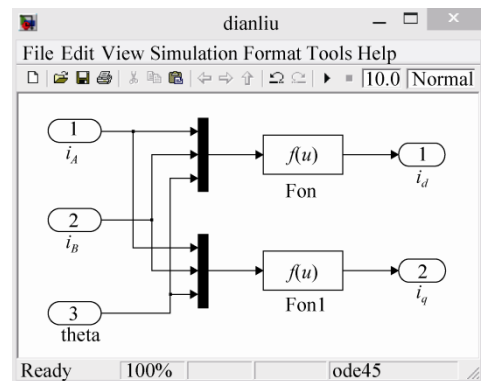 dianliu
File Edit View Simulation Format Tools Help
10.0 Normal
1
i_A
2
i_B
3
theta
f(u)
Fon
f(u)
Fon1
1
i_d
2
i_q
Ready 100% ode45